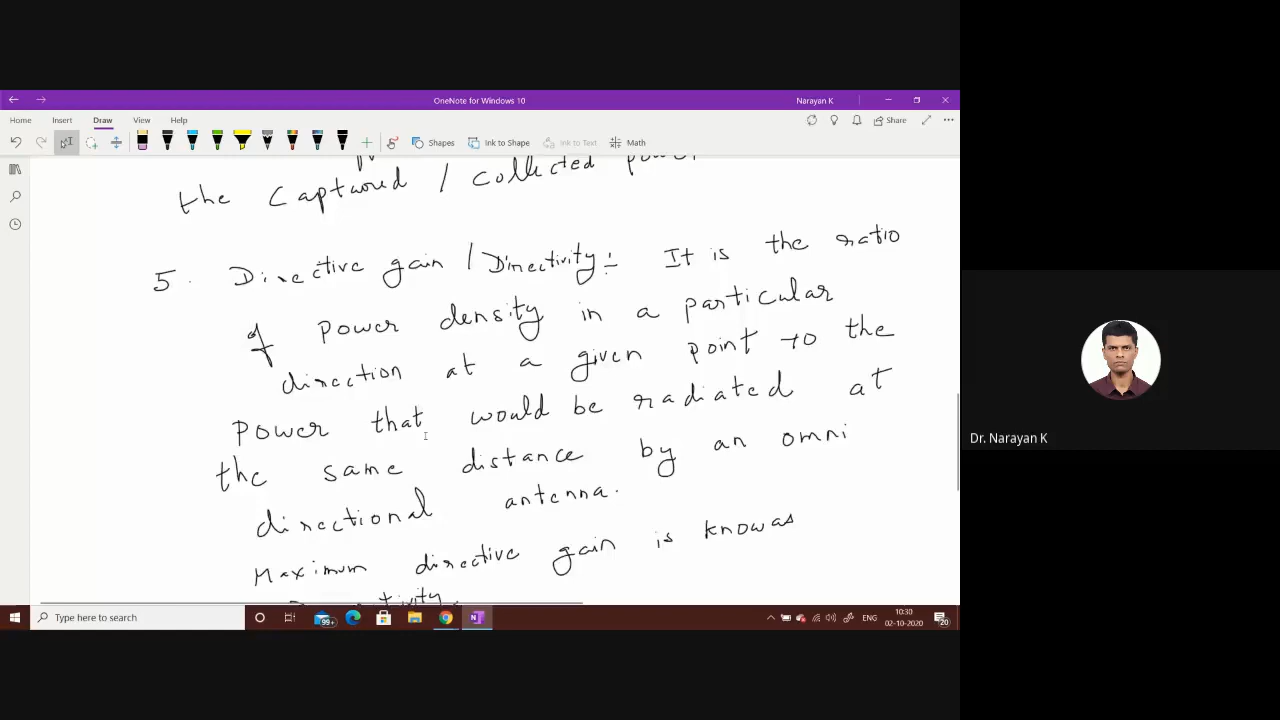 OneNote for Windows 10
Narayan K
Home Insert Draw View Help
Share
Shapes Ink to Shape Ink to Text Math
the Captured / Collected power
5. Directive gain / Directivity :- It is the ratio
of Power density in a particular
direction at a given point to the
Power that would be radiated at
the same distance by an omni
directional antenna.
Maximum directive gain is know as
Dr. Narayan K
Type here to search
99+
ENG
10:30
02-10-2020
20